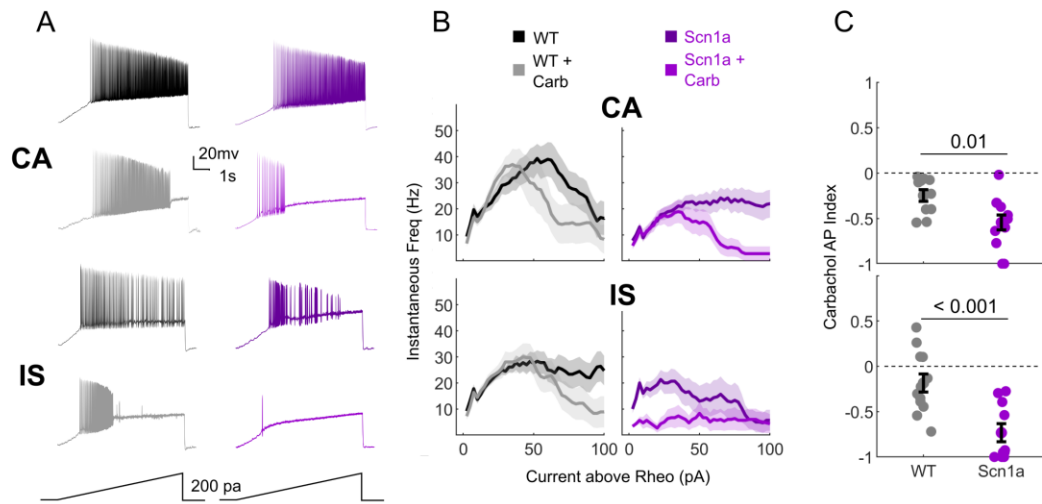 A
B
C
WT
WT +
Carb
Scn1a
Scn1a +
Carb
CA
20mv
1s
IS
200 pa
CA
50
40
30
20
10
IS
50
40
30
20
10
Instantaneous Freq (Hz)
0
50
100
0
50
100
Current above Rheo (pA)
1
0.5
0
-0.5
-1
0.01
0.5
0
-0.5
-1
< 0.001
Carbachol AP Index
WT
Scn1a